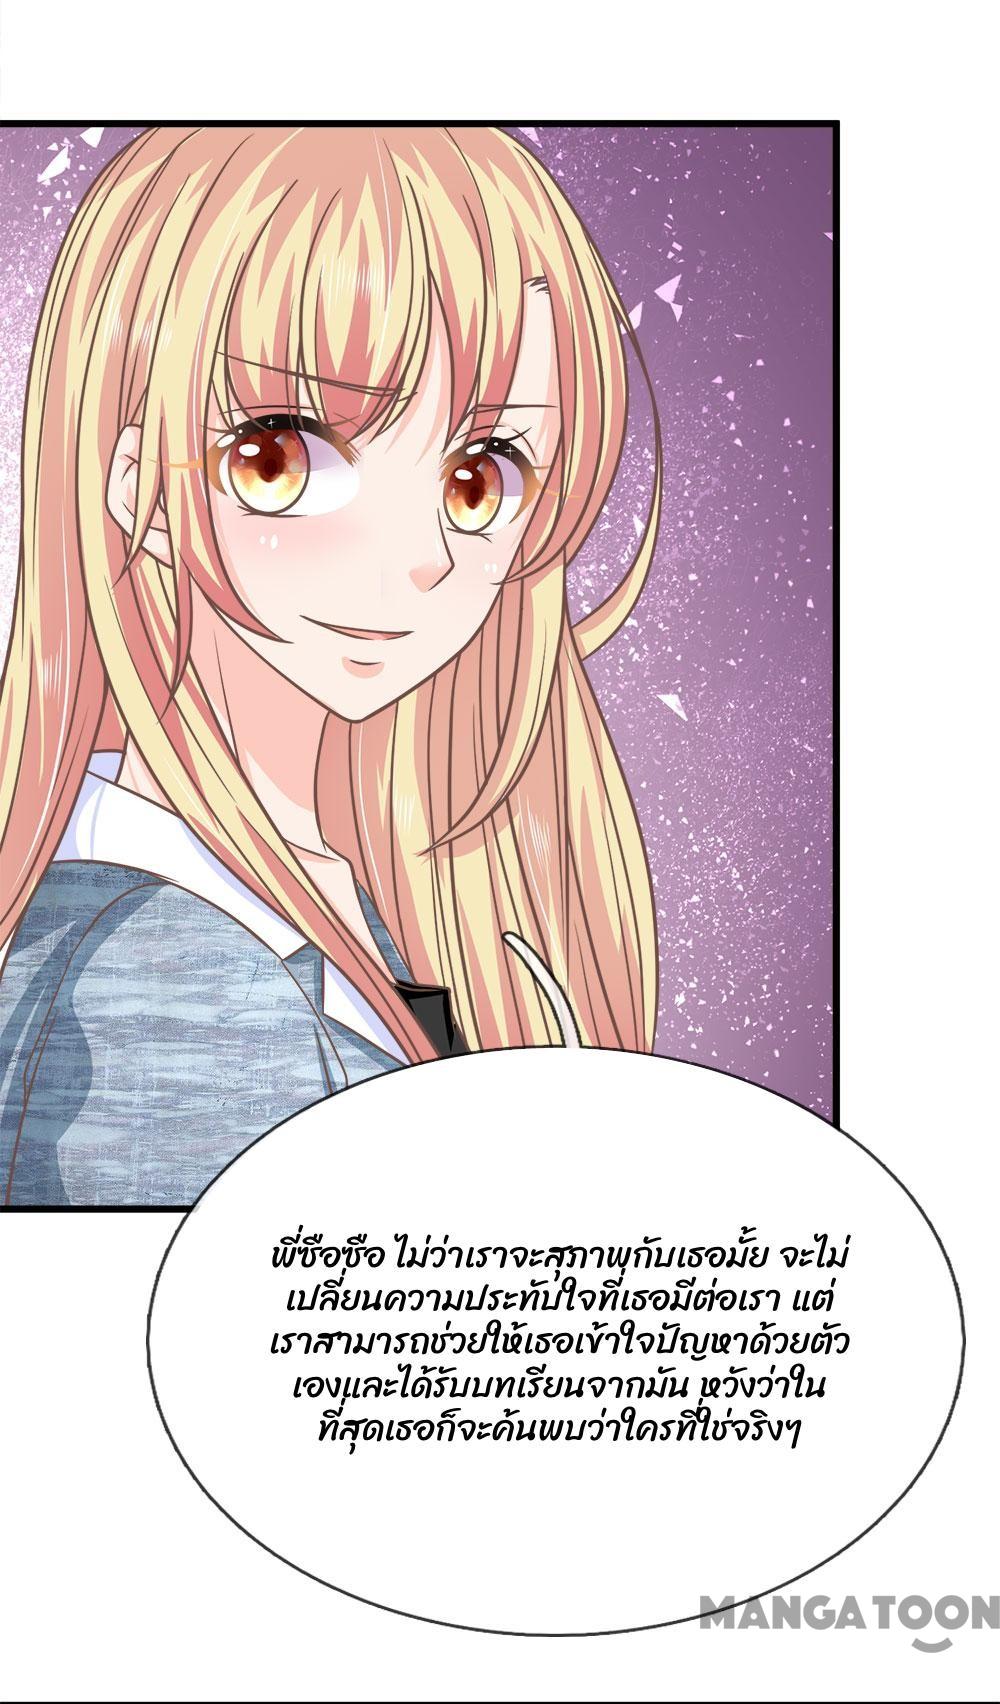 พี่ซือซือ ไม่ว่าเราจะสุภาพกับเธอมั้ย จะไม่
เปลี่ยนความประทับใจที่เธอมีต่อเรา แต่
เราสามารถช่วยให้เธอเข้าใจปัญหาด้วยตัว
เองและได้รับบทเรียนจากมัน หวังว่าใน
ที่สุดเธอก็จะค้นพบว่าใครที่ใช่จริงๆ
MANGATOON